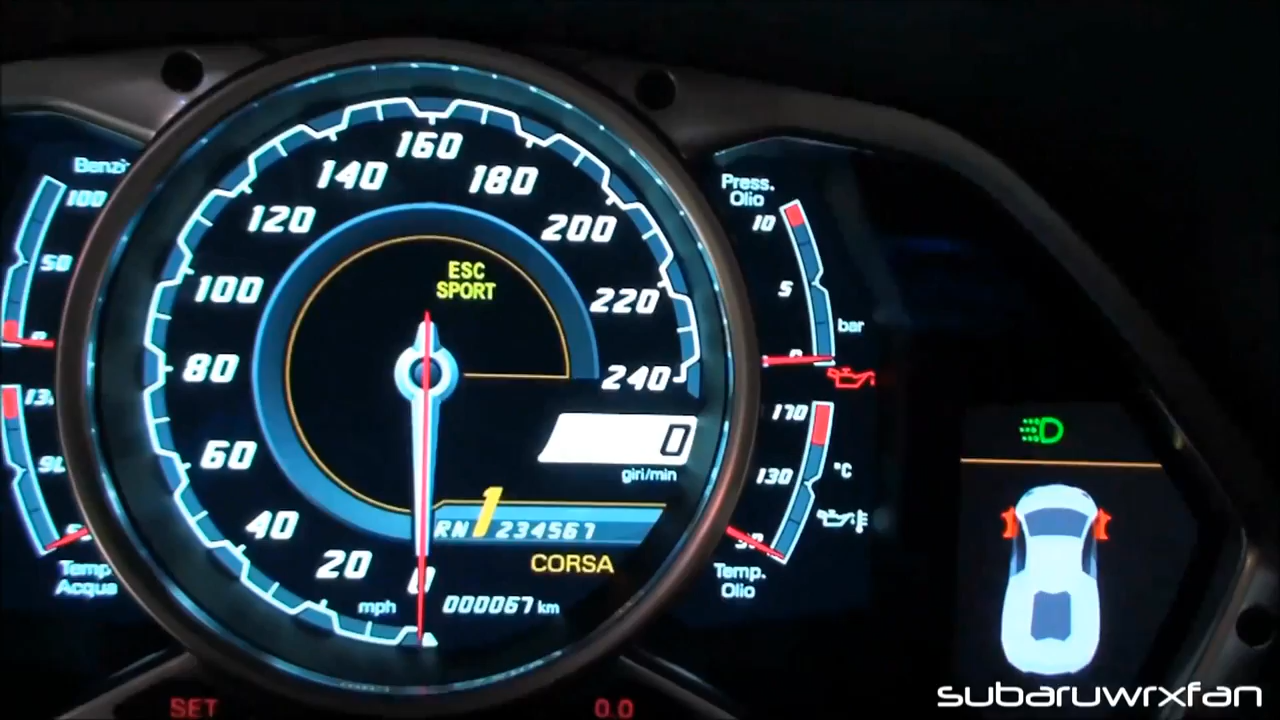 Benzi
100
50
0
13
90
Temp
Acqua
160
140
180
120
200
100
220
80
240
60
40
20
0
mph
ESC
SPORT
0
giri/min
RN 1 234567
CORSA
000067 km
Press.
Olio
10
5
bar
0
170
130
°C
50
Temp.
Olio
SET
0.0
subaruwrxfan